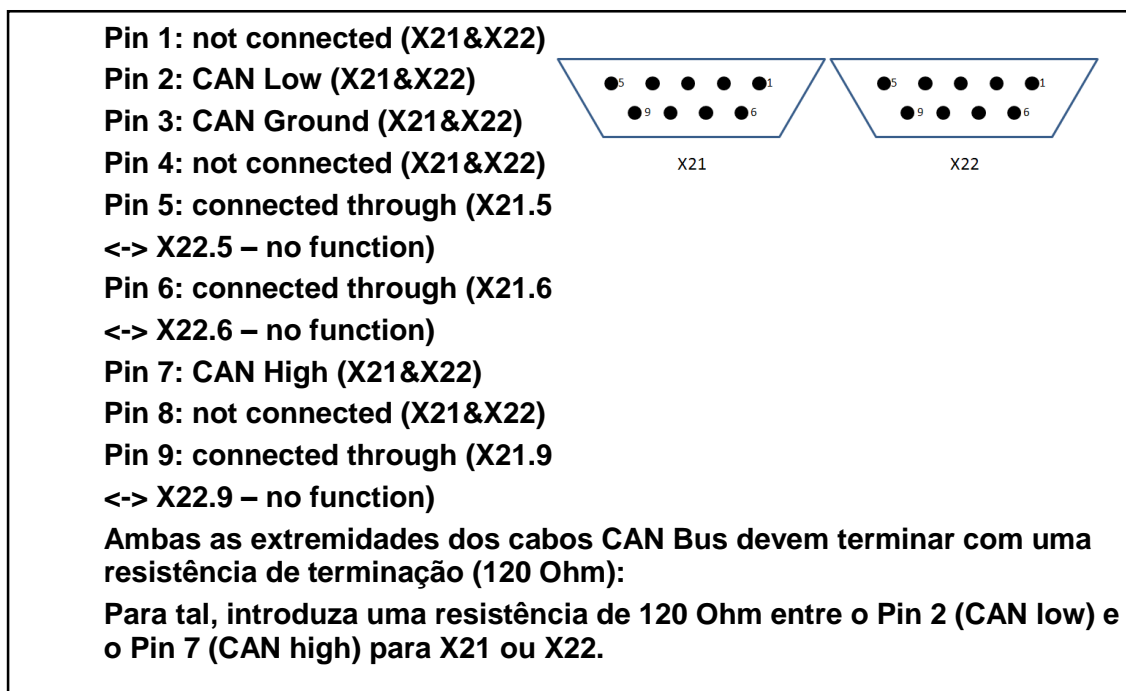 Pin 1: not connected (X21&X22)
Pin 2: CAN Low (X21&X22)
Pin 3: CAN Ground (X21&X22)
Pin 4: not connected (X21&X22)
Pin 5: connected through (X21.5
<-> X22.5 – no function)
Pin 6: connected through (X21.6
<-> X22.6 – no function)
Pin 7: CAN High (X21&X22)
Pin 8: not connected (X21&X22)
Pin 9: connected through (X21.9
<-> X22.9 – no function)
Ambas as extremidades dos cabos CAN Bus devem terminar com uma
resistência de terminação (120 Ohm):
Para tal, introduza uma resistência de 120 Ohm entre o Pin 2 (CAN low) e
o Pin 7 (CAN high) para X21 ou X22.
5 1
9 6
X21
5 1
9 6
X22